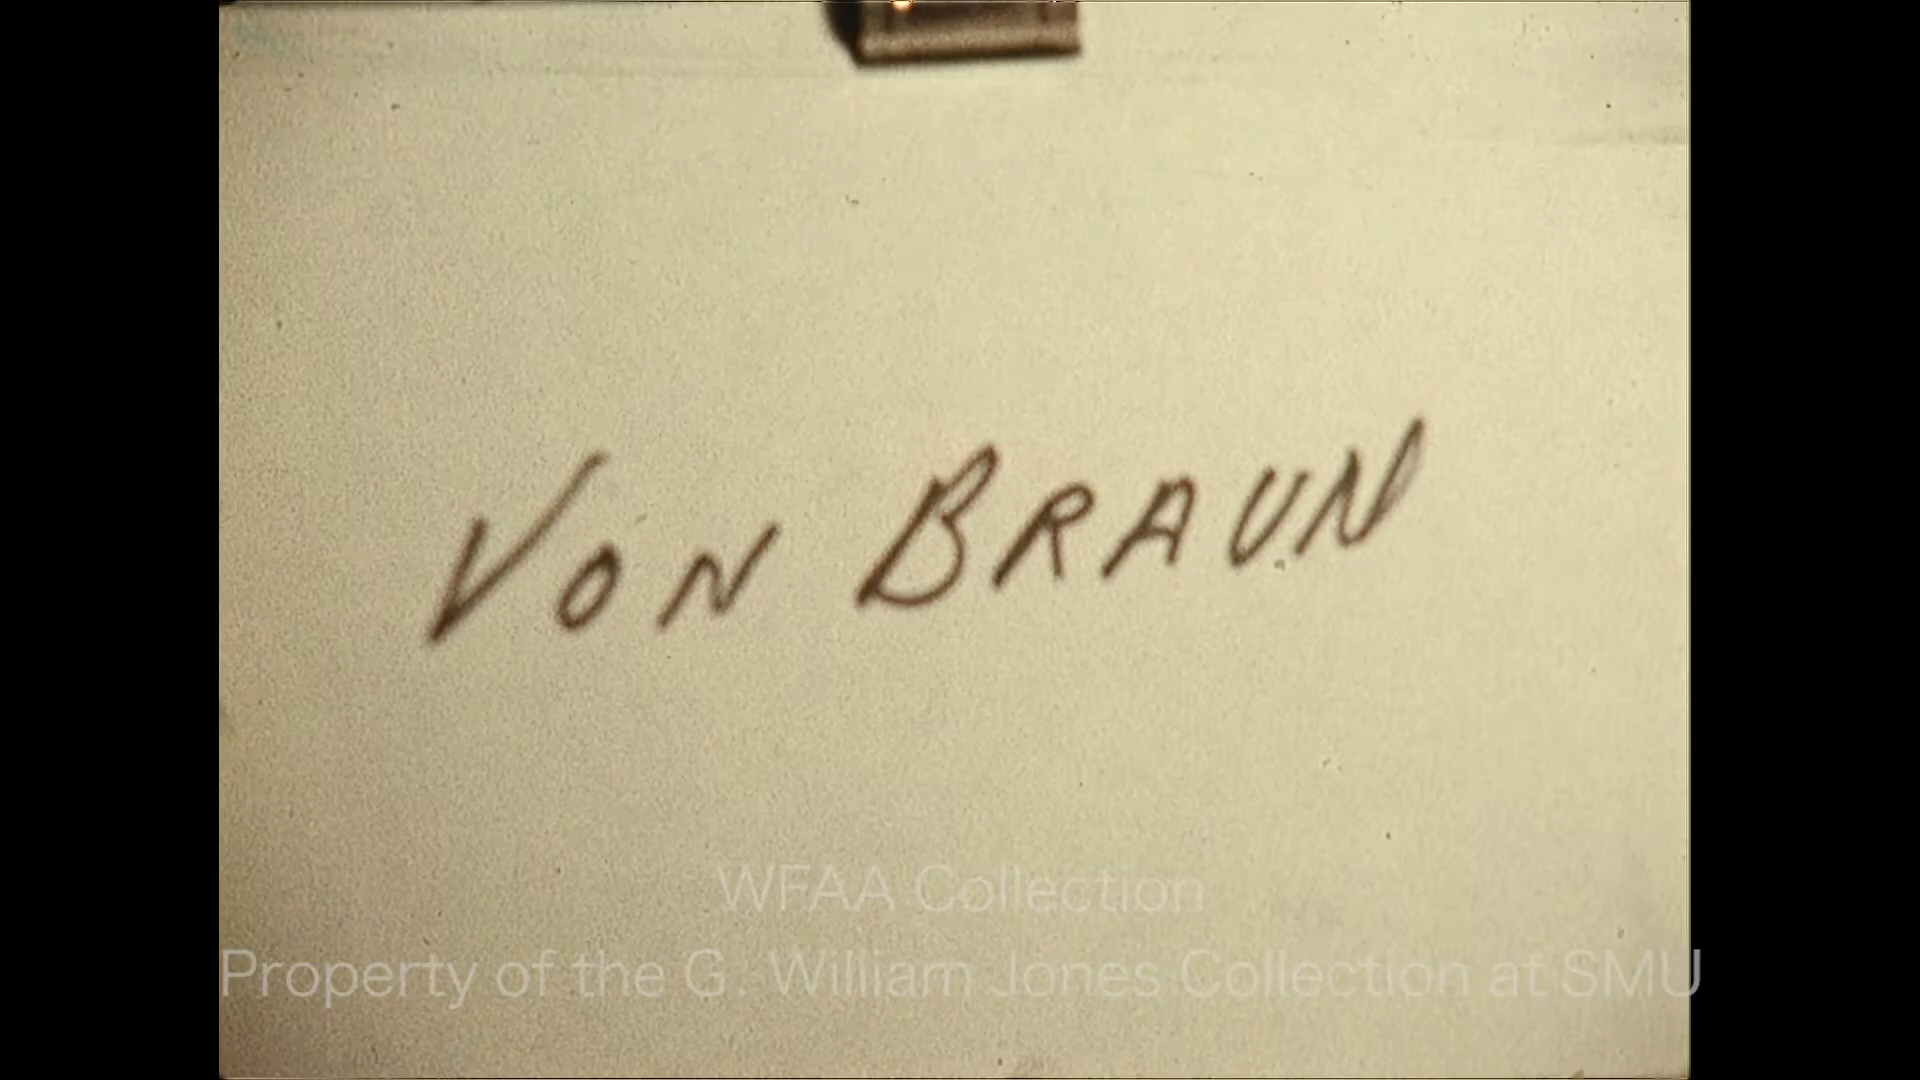 VON BRAUN
WFAA Collection
Property of the G. William Jones Collection at SMU